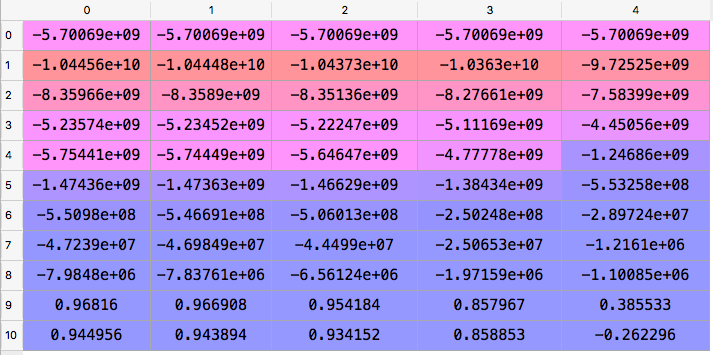 0 1 2 3 4
0 -5.70069e+09 -5.70069e+09 -5.70069e+09 -5.70069e+09 -5.70069e+09
1 -1.04456e+10 -1.04448e+10 -1.04373e+10 -1.0363e+10 -9.72525e+09
2 -8.35966e+09 -8.3589e+09 -8.35136e+09 -8.27661e+09 -7.58399e+09
3 -5.23574e+09 -5.23452e+09 -5.22247e+09 -5.11169e+09 -4.45056e+09
4 -5.75441e+09 -5.74449e+09 -5.64647e+09 -4.77778e+09 -1.24686e+09
5 -1.47436e+09 -1.47363e+09 -1.46629e+09 -1.38434e+09 -5.53258e+08
6 -5.5098e+08 -5.46691e+08 -5.06013e+08 -2.50248e+08 -2.89724e+07
7 -4.7239e+07 -4.69849e+07 -4.4499e+07 -2.50653e+07 -1.2161e+06
8 -7.9848e+06 -7.83761e+06 -6.56124e+06 -1.97159e+06 -1.10085e+06
9 0.96816 0.966908 0.954184 0.857967 0.385533
10 0.944956 0.943894 0.934152 0.858853 -0.262296